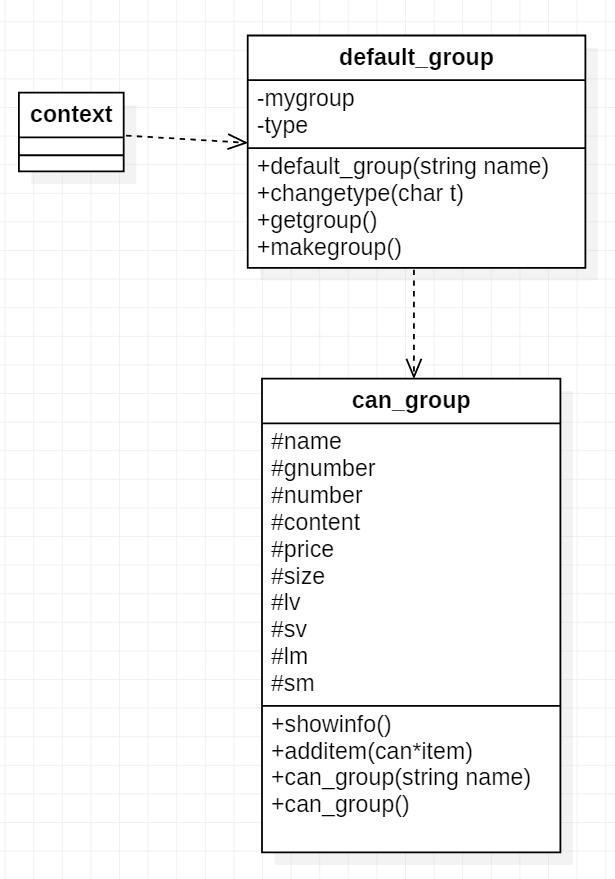 context
default_group
-mygroup
-type
+default_group(string name)
+changetype(char t)
+getgroup()
+makegroup()
can_group
#name
#gnumber
#number
#content
#price
#size
#lv
#sv
#lm
#sm
+showinfo()
+additem(can*item)
+can_group(string name)
+can_group()